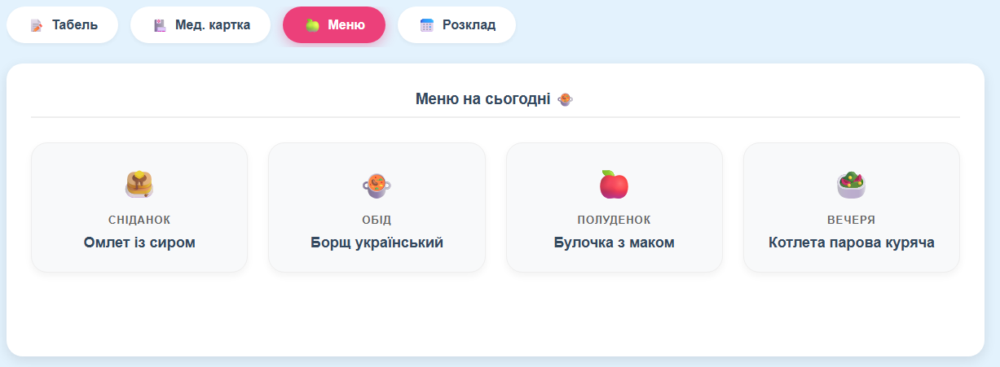 Табель
Мед. картка
Меню
Розклад
Меню на сьогодні
СНІДАНОК
Омлет із сиром
ОБІД
Борщ український
ПОЛУДЕНОК
Булочка з маком
ВЕЧЕРЯ
Котлета парова куряча